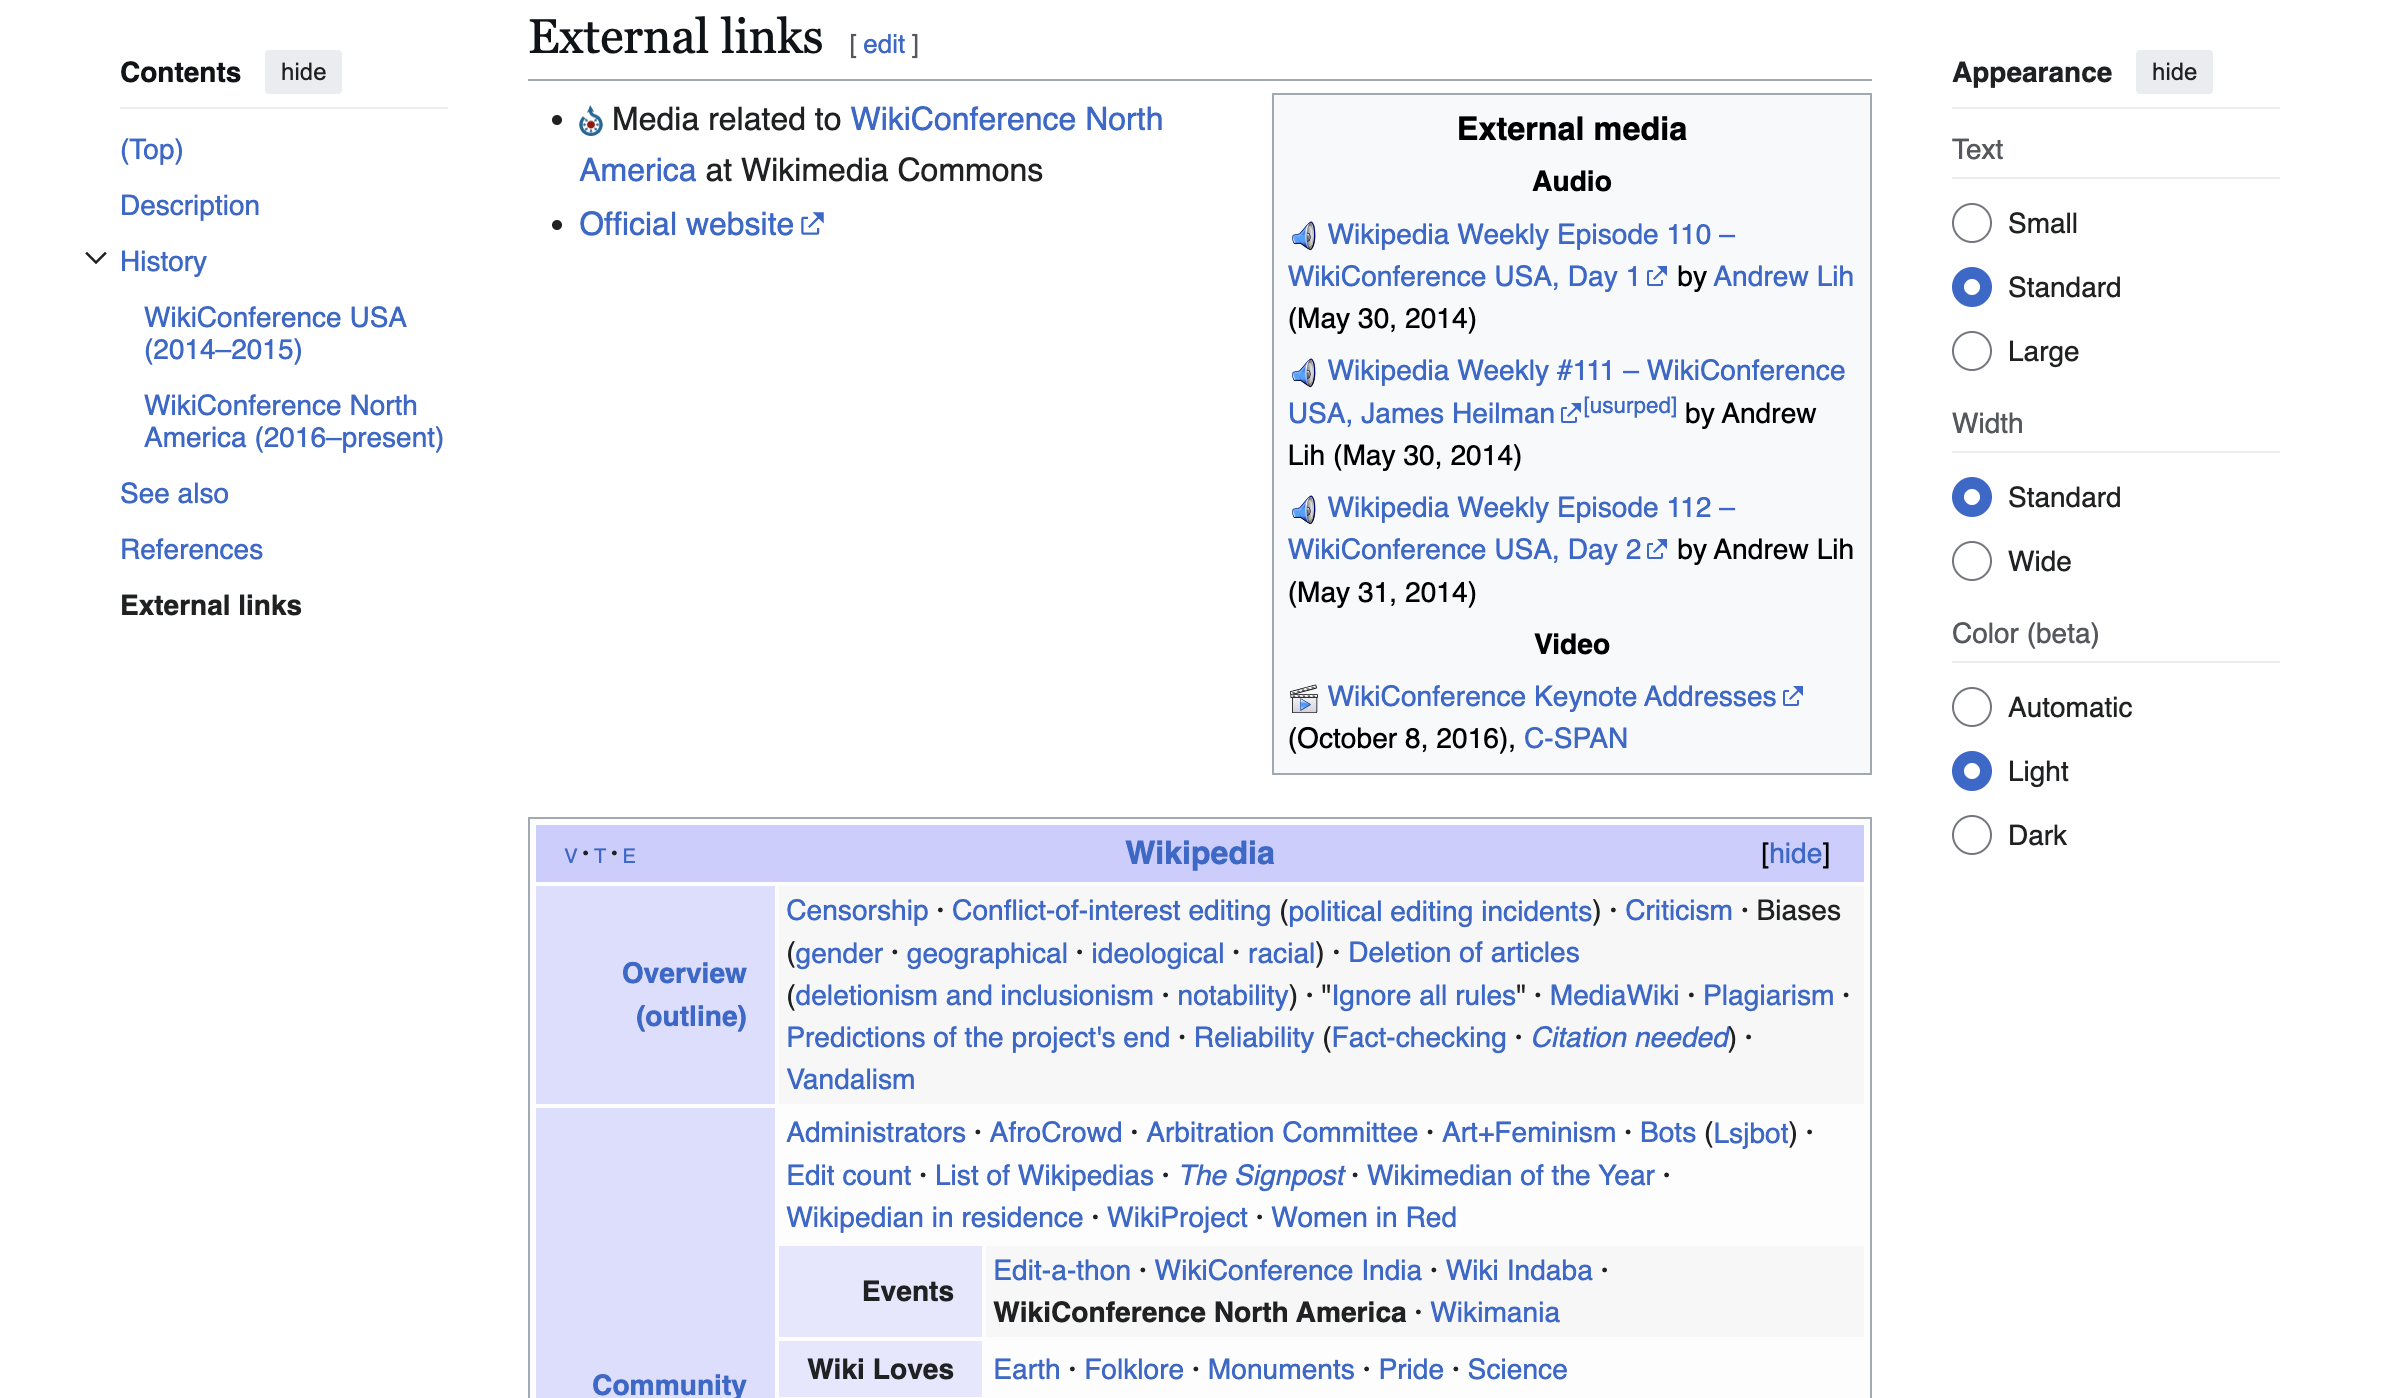 Contents hide
(Top)
Description
History
WikiConference USA
(2014–2015)
WikiConference North
America (2016–present)
See also
References
External links
External links [ edit ]
• Media related to WikiConference North
America at Wikimedia Commons
• Official website
External media
Audio
Wikipedia Weekly Episode 110 –
WikiConference USA, Day 1 by Andrew Lih
(May 30, 2014)
Wikipedia Weekly #111 – WikiConference
USA, James Heilman [usurped] by Andrew
Lih (May 30, 2014)
Wikipedia Weekly Episode 112 –
WikiConference USA, Day 2 by Andrew Lih
(May 31, 2014)
Video
WikiConference Keynote Addresses
(October 8, 2016), C-SPAN
V • T • E Wikipedia [hide]
Overview
(outline)
Censorship · Conflict-of-interest editing (political editing incidents) · Criticism · Biases
(gender · geographical · ideological · racial) · Deletion of articles
(deletionism and inclusionism · notability) · "Ignore all rules" · MediaWiki · Plagiarism ·
Predictions of the project's end · Reliability (Fact-checking · Citation needed) ·
Vandalism
Community
Administrators · AfroCrowd · Arbitration Committee · Art+Feminism · Bots (Lsjbot) ·
Edit count · List of Wikipedias · The Signpost · Wikimedian of the Year ·
Wikipedian in residence · WikiProject · Women in Red
Events
Edit-a-thon · WikiConference India · Wiki Indaba ·
WikiConference North America · Wikimania
Wiki Loves
Earth · Folklore · Monuments · Pride · Science
Appearance hide
Text
Small
Standard
Large
Width
Standard
Wide
Color (beta)
Automatic
Light
Dark